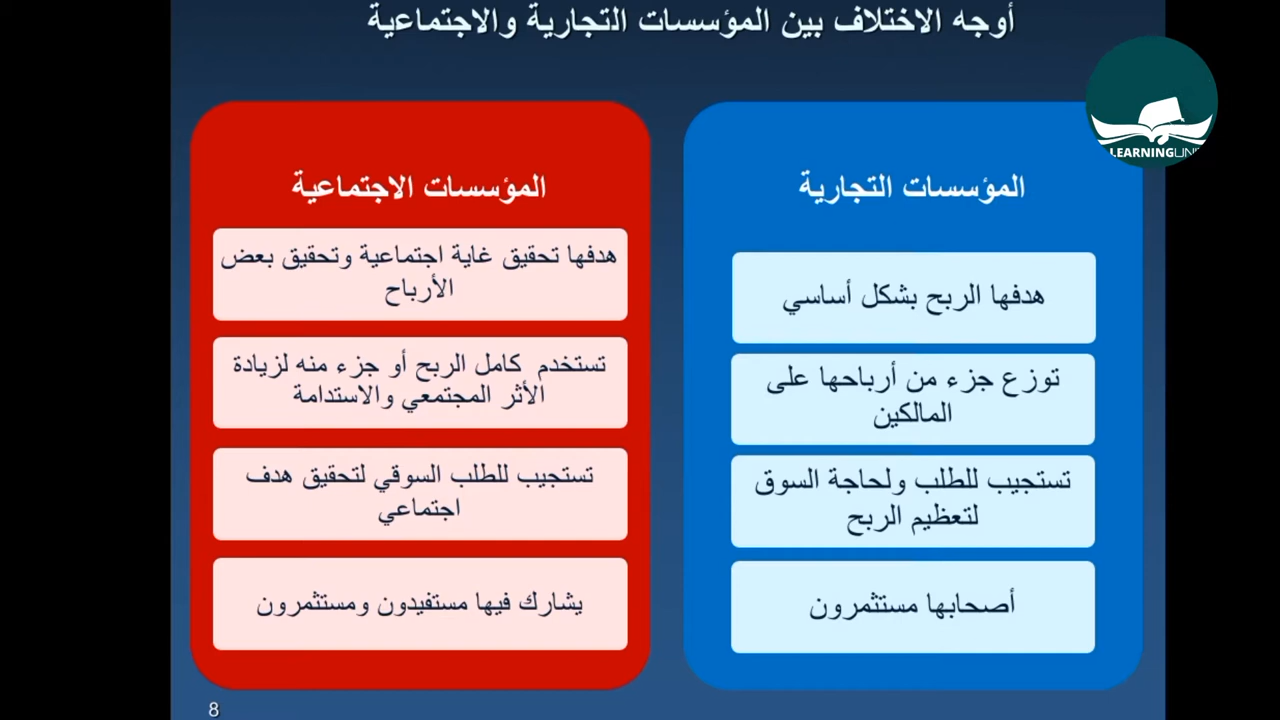 أوجه الاختلاف بين المؤسسات التجارية والاجتماعية
LEARNING
المؤسسات التجارية
هدفها الربح بشكل أساسي
توزع جزء من أرباحها على
المالكين
تستجيب للطلب ولحاجة السوق
لتعظيم الربح
أصحابها مستثمرون
المؤسسات الاجتماعية
هدفها تحقيق غاية اجتماعية وتحقيق بعض
الأرباح
تستخدم كامل الربح أو جزء منه لزيادة
الأثر المجتمعي والاستدامة
تستجيب للطلب السوقي لتحقيق هدف
اجتماعي
يشارك فيها مستفيدون ومستثمرون
8